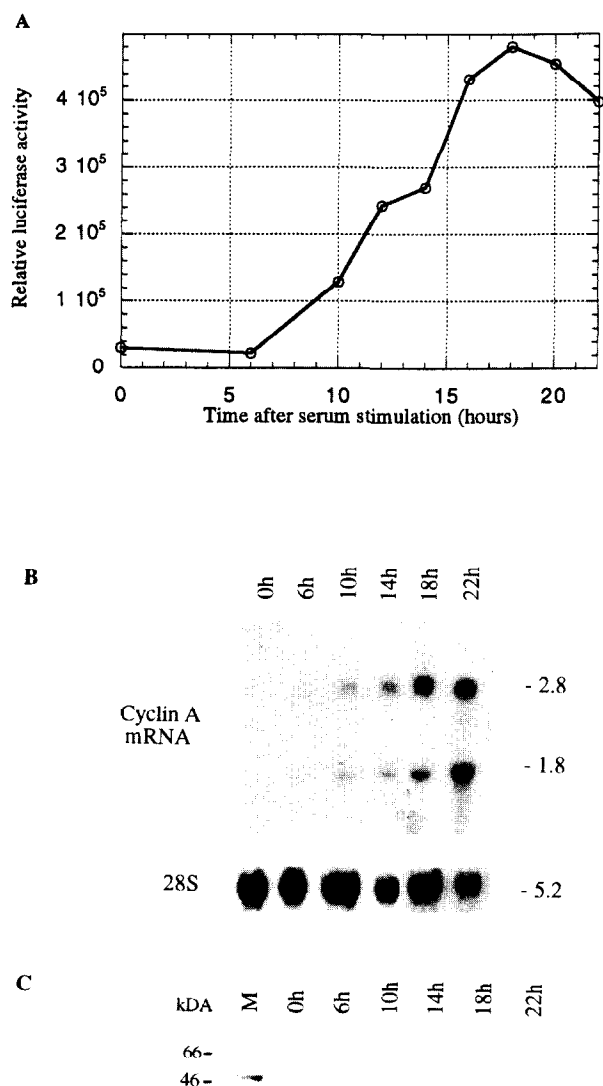 A
Relative luciferase activity
4 10⁵
3 10⁵
2 10⁵
1 10⁵
0
0 5 10 15 20
Time after serum stimulation (hours)
B
0h 6h 10h 14h 18h 22h
Cyclin A
mRNA
- 2.8
- 1.8
28S
- 5.2
C
kDA M 0h 6h 10h 14h 18h 22h
66-
46-